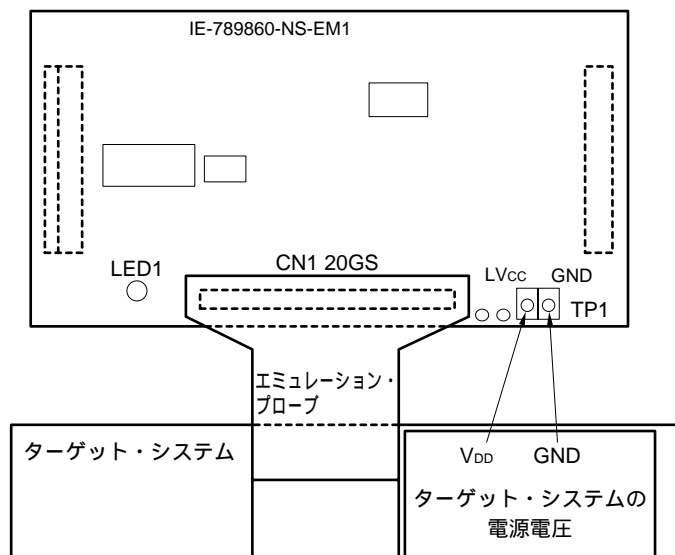 IE-789860-NS-EM1
LED1
CN1 20GS
LVCC GND
TP1
エミュレーション・
プローブ
ターゲット・システム
VDD GND
ターゲット・システムの
電源電圧